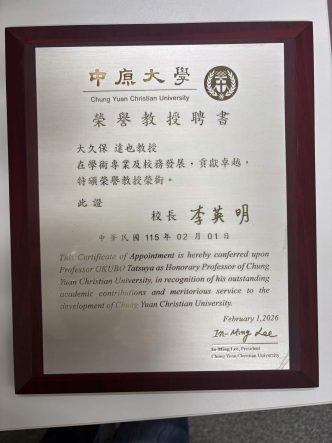 中原大學
Chung Yuan Christian University
榮譽教授聘書
大久保 達也教授
在學術專業及校務發展，貢獻卓越，
特頒榮譽教授榮銜。
此證
校長 李英明
中華民國 115 年 02 月 01 日
This Certificate of Appointment is hereby conferred upon
Professor OKUBO Tatsuya as Honorary Professor of Chung
Yuan Christian University, in recognition of his outstanding
academic contributions and meritorious service to the
development of Chung Yuan Christian University.
February 1,2026
In-Ming Lee
In-Ming Lee, President
Chung Yuan Christian University